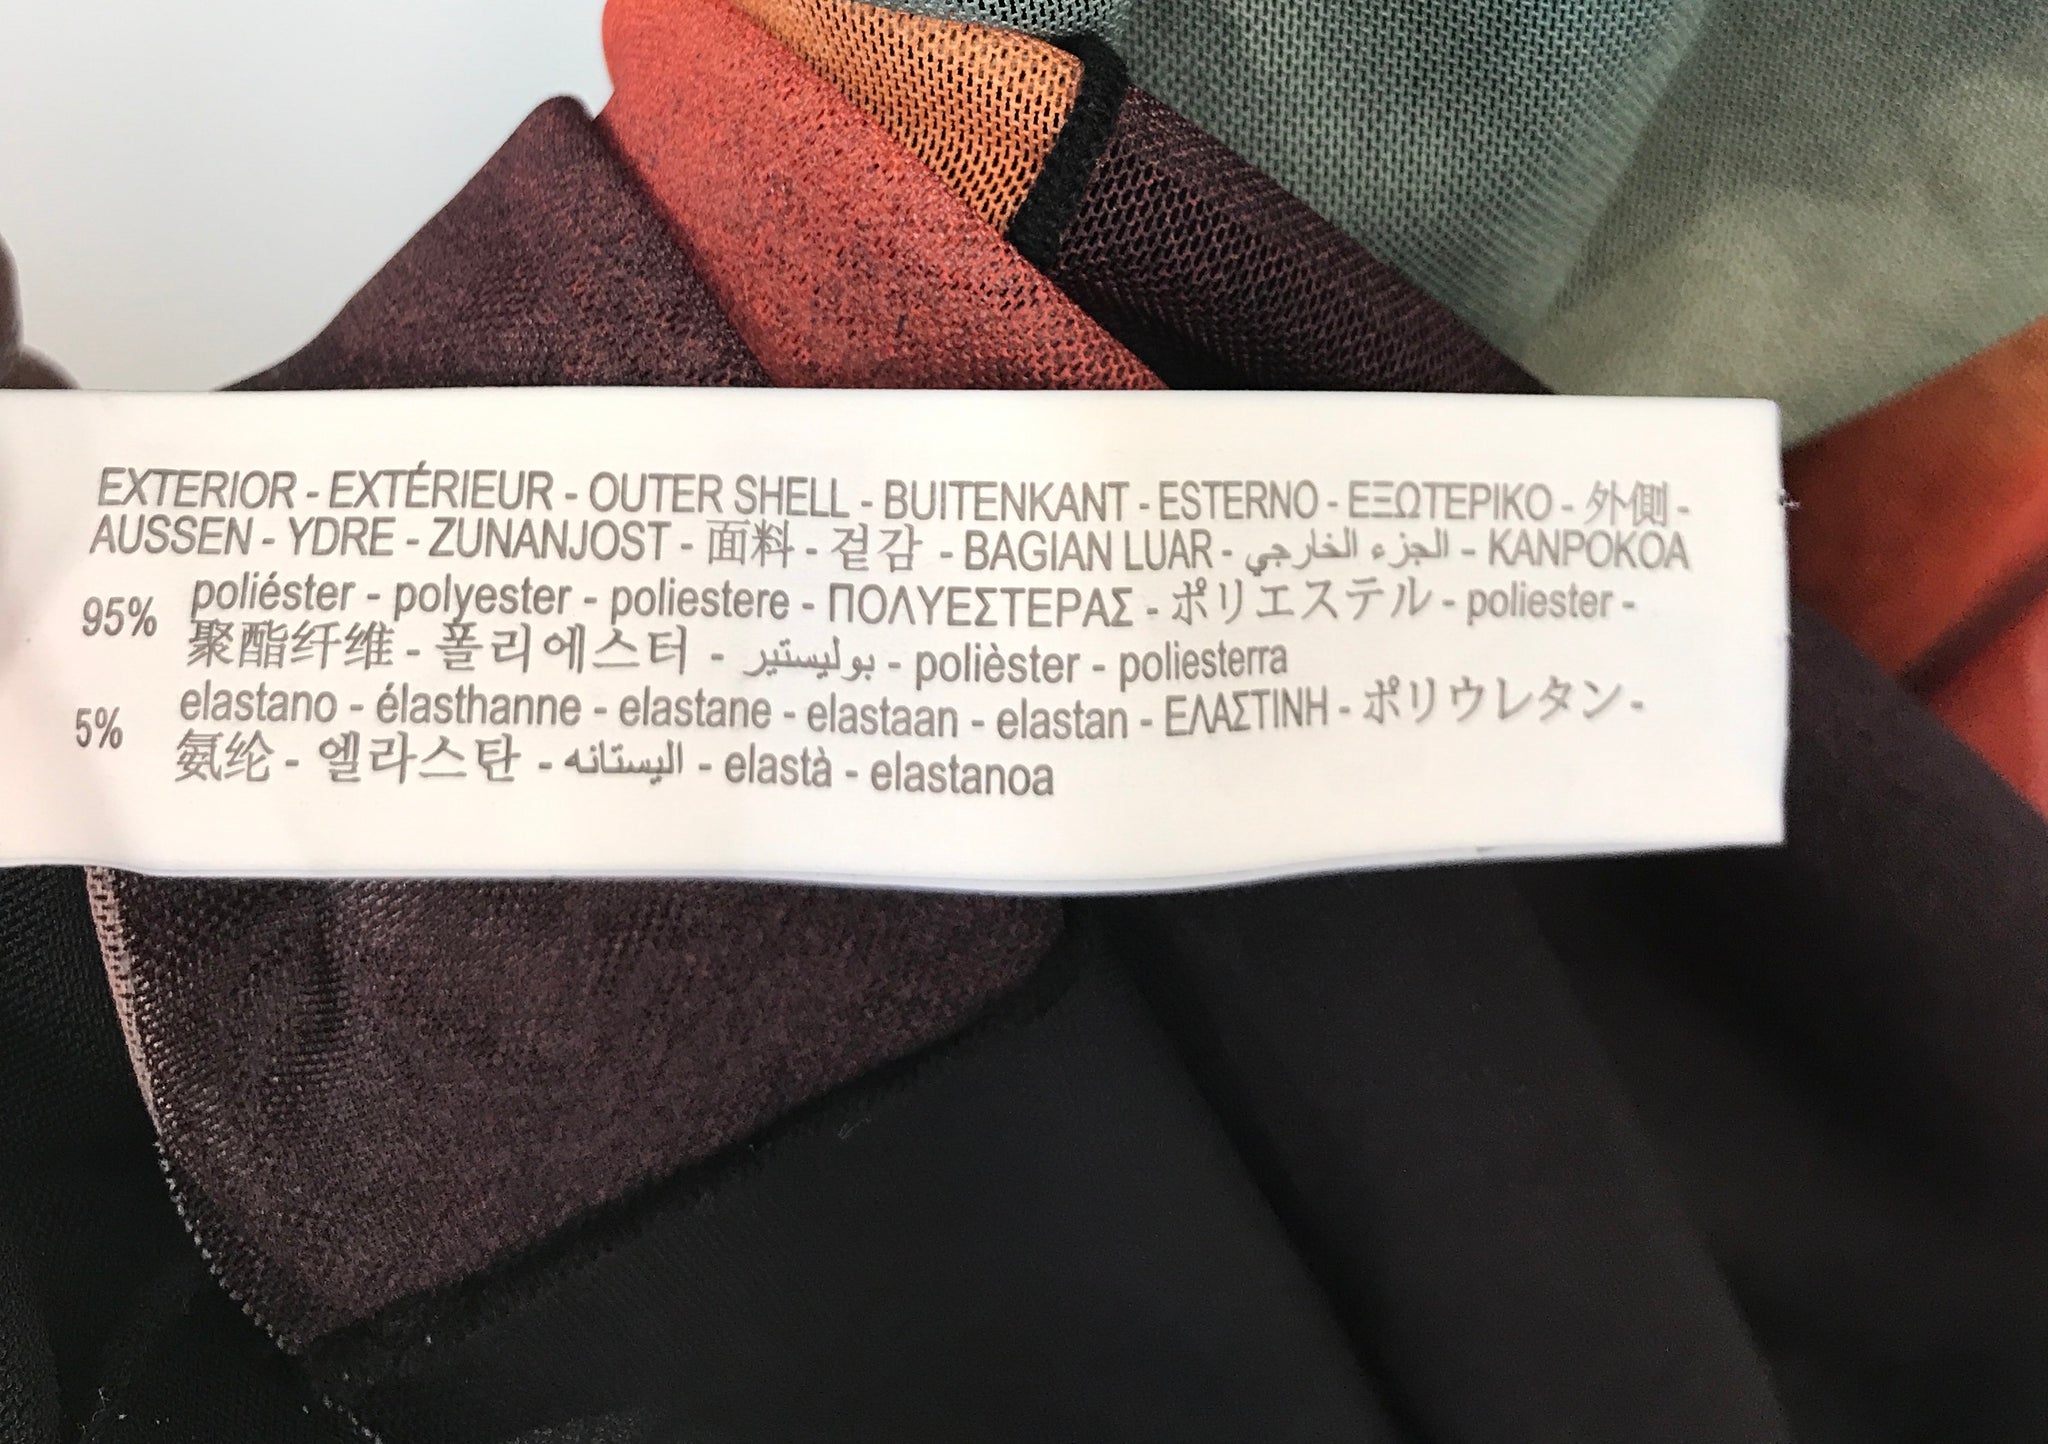 EXTERIOR - EXTÉRIEUR - OUTER SHELL - BUITENKANT - ESTERNO - ΕΞΩΤΕΡΙΚΟ - 外側 -
AUSSEN - YDRE - ZUNANJOST - 面料 - 겉감 - BAGIAN LUAR - الجزء الخارجي - KANPOKOA
95% poliéster - polyester - poliestere - ΠΟΛΥΕΣΤΕΡΑΣ - ポリエステル - poliester -
聚酯纤维 - 폴리에스터 - بوليستير - polièster - poliesterra
5% elastano - élasthanne - elastane - elastaan - elastan - ΕΛΑΣΤΙΝΗ - ポリウレタン -
氨纶 - 엘라스탄 - اليستانه - elastà - elastanoa